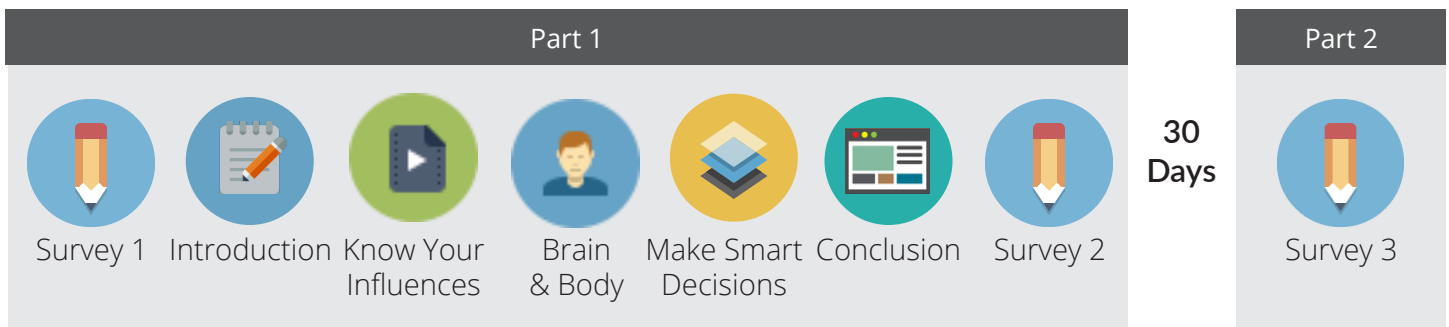 Part 1
Survey 1
Introduction
Know Your
Influences
Brain
& Body
Make Smart
Decisions
Conclusion
Survey 2
30
Days
Part 2
Survey 3